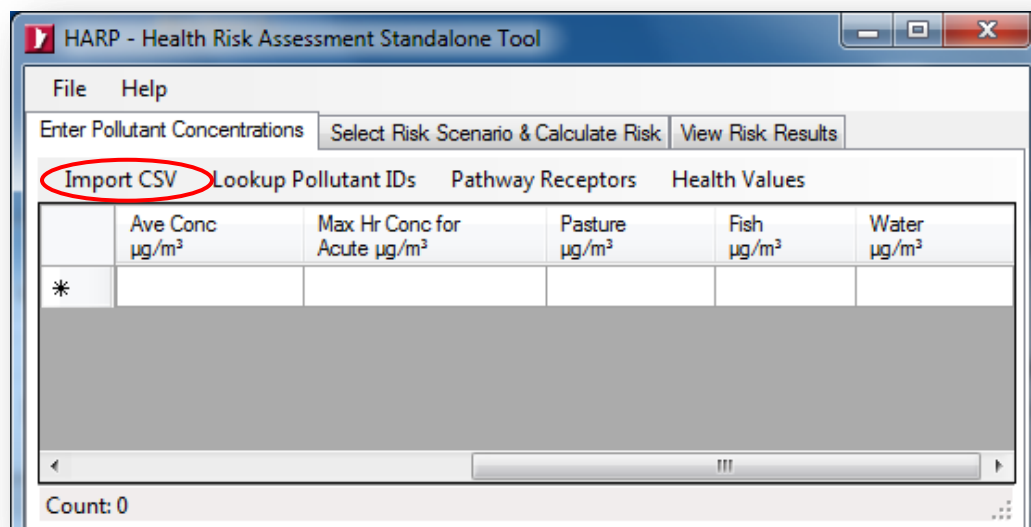 HARP - Health Risk Assessment Standalone Tool
File Help
Enter Pollutant Concentrations Select Risk Scenario & Calculate Risk View Risk Results
Import CSV Lookup Pollutant IDs Pathway Receptors Health Values
Ave Conc Max Hr Conc for Pasture Fish Water
µg/m³ Acute µg/m³ µg/m³ µg/m³ µg/m³
Count: 0